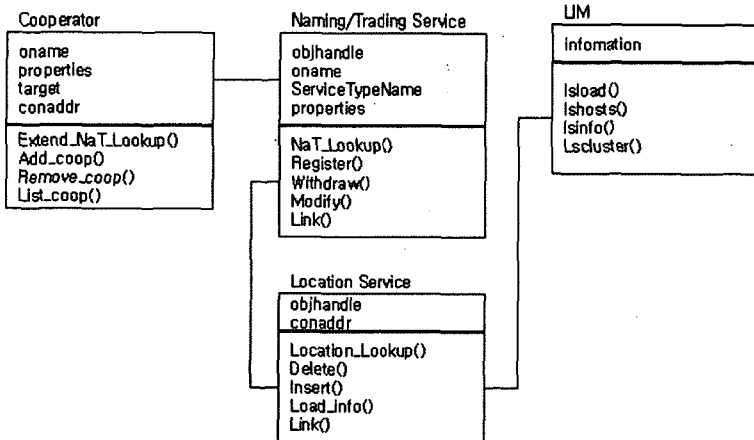 Cooperator
oname
properties
target
conaddr
Extend_NaT_Lookup()
Add_coop()
Remove_coop()
List_coop()
Naming/Trading Service
objhandle
oname
ServiceTypeName
properties
NaT_Lookup()
Register()
Withdraw()
Modify()
Link()
LIM
infomation
lsload()
lshosts()
lsinfo()
Lscluster()
Location Service
objhandle
conaddr
Location_Lookup()
Delete()
Insert()
Load_info()
Link()